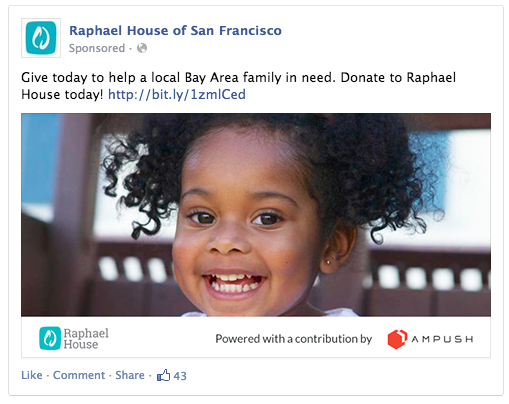 Raphael House of San Francisco
Sponsored ·
Give today to help a local Bay Area family in need. Donate to Raphael
House today! http://bit.ly/1zmlCed
Raphael
House
Powered with a contribution by
AMPUSH
Like · Comment · Share · 43